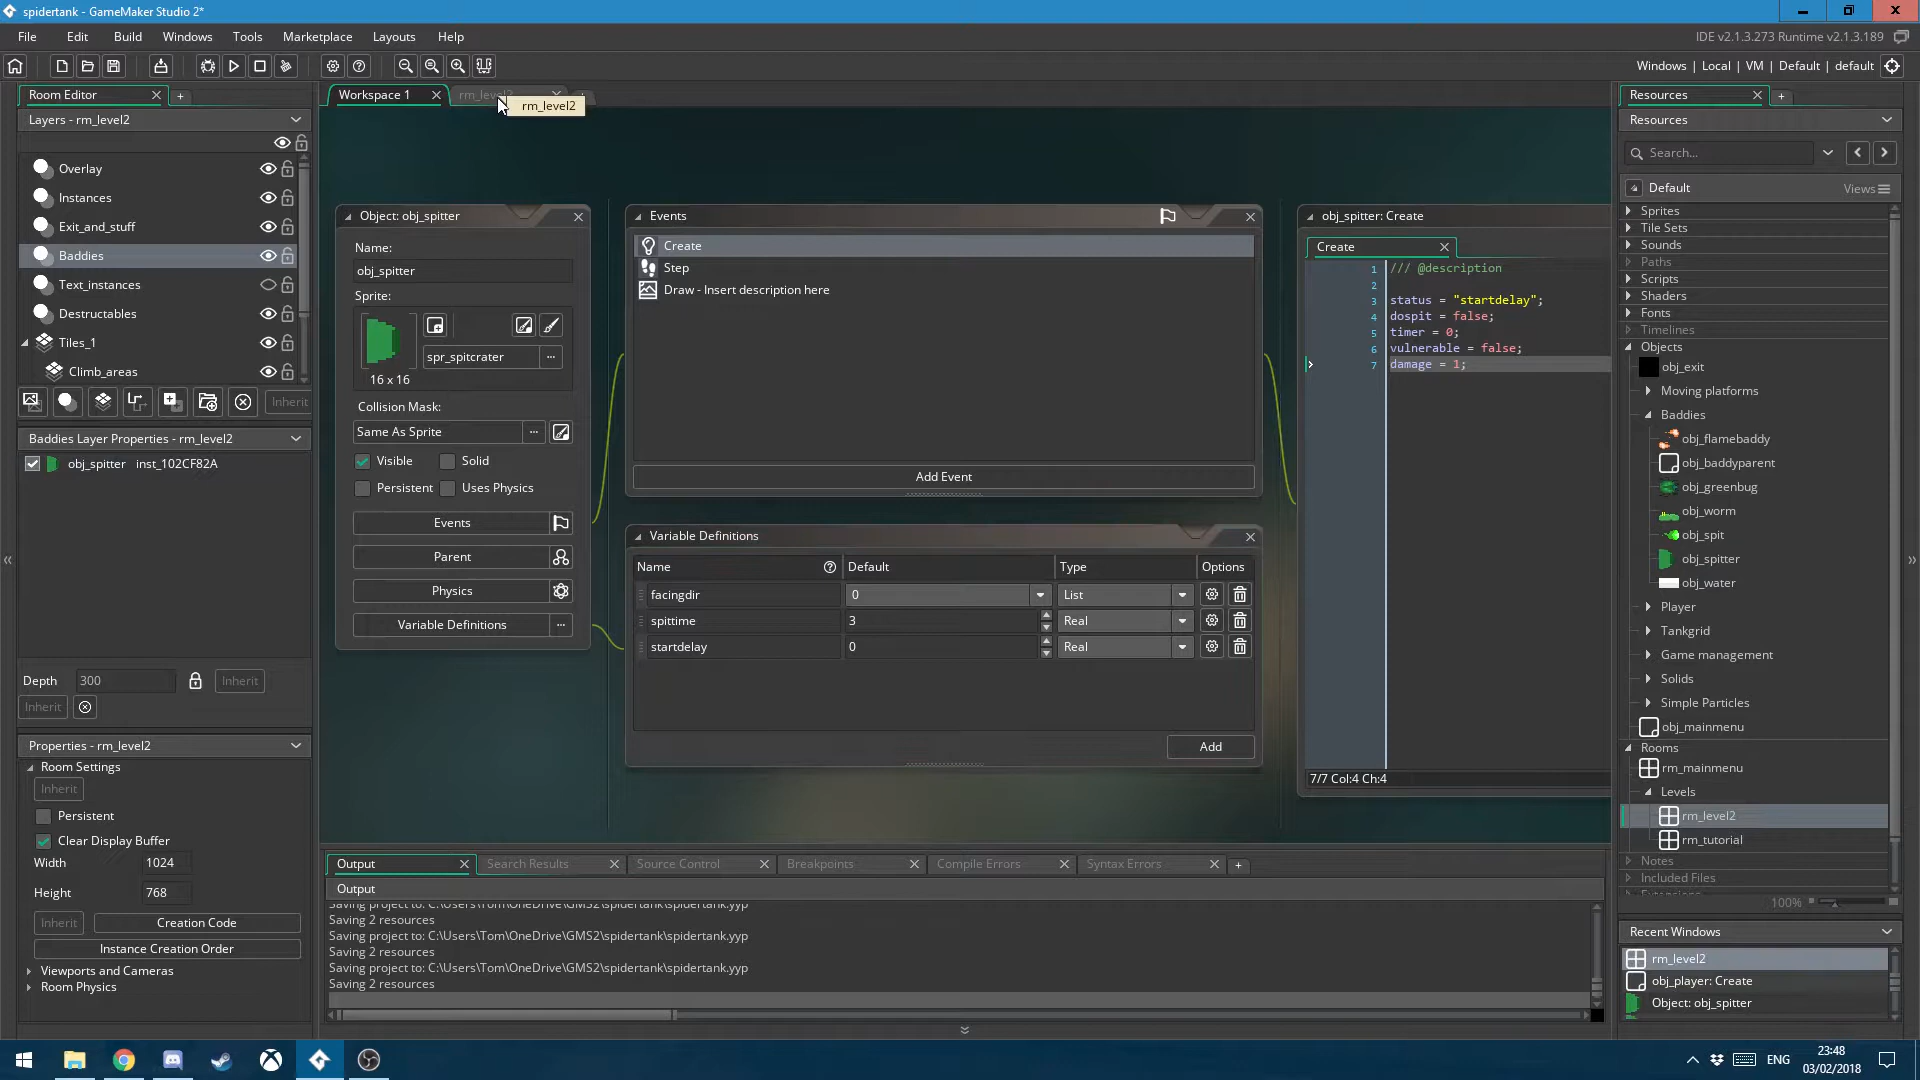 spidertank - GameMaker Studio 2*
File Edit Build Windows Tools Marketplace Layouts Help
IDE v2.1.3.273 Runtime v2.1.3.189
Windows | Local | VM | Default | default
Room Editor
Layers - rm_level2
Overlay
Instances
Exit_and_stuff
Baddies
Text_instances
Destructables
Tiles_1
Climb_areas
Inherit
Baddies Layer Properties - rm_level2
obj_spitter inst_102CF82A
Depth 300 Inherit
Inherit
Properties - rm_level2
Room Settings
Inherit
Persistent
Clear Display Buffer
Width 1024
Height 768
Inherit Creation Code
Instance Creation Order
Viewports and Cameras
Room Physics
Workspace 1 rm_level2
rm_level2
Object: obj_spitter
Name:
obj_spitter
Sprite:
spr_spitcrater
16 x 16
Collision Mask:
Same As Sprite
Visible Solid
Persistent Uses Physics
Events
Parent
Physics
Variable Definitions
Events
Create
Step
Draw - Insert description here
Add Event
Variable Definitions
Name Default Type Options
facingdir 0 List
spittime 3 Real
startdelay 0 Real
Add
obj_spitter: Create
Create
1 /// @description
2
3 status = "startdelay";
4 dospit = false;
5 timer = 0;
6 vulnerable = false;
7 damage = 1;
7/7 Col:4 Ch:4
Output Search Results Source Control Breakpoints Compile Errors Syntax Errors
Output
Saving project to: C:\Users\Tom\OneDrive\GMS2\spidertank\spidertank.yyp
Saving 2 resources
Saving project to: C:\Users\Tom\OneDrive\GMS2\spidertank\spidertank.yyp
Saving 2 resources
Saving project to: C:\Users\Tom\OneDrive\GMS2\spidertank\spidertank.yyp
Saving 2 resources
Resources
Resources
Search...
Default Views
Sprites
Tile Sets
Sounds
Paths
Scripts
Shaders
Fonts
Timelines
Objects
obj_exit
Moving platforms
Baddies
obj_flamebaddy
obj_baddyparent
obj_greenbug
obj_worm
obj_spit
obj_spitter
obj_water
Player
Tankgrid
Game management
Solids
Simple Particles
obj_mainmenu
Rooms
rm_mainmenu
Levels
rm_level2
rm_tutorial
Notes
Included Files
Extensions
100%
Recent Windows
rm_level2
obj_player: Create
Object: obj_spitter
ENG
23:48
03/02/2018